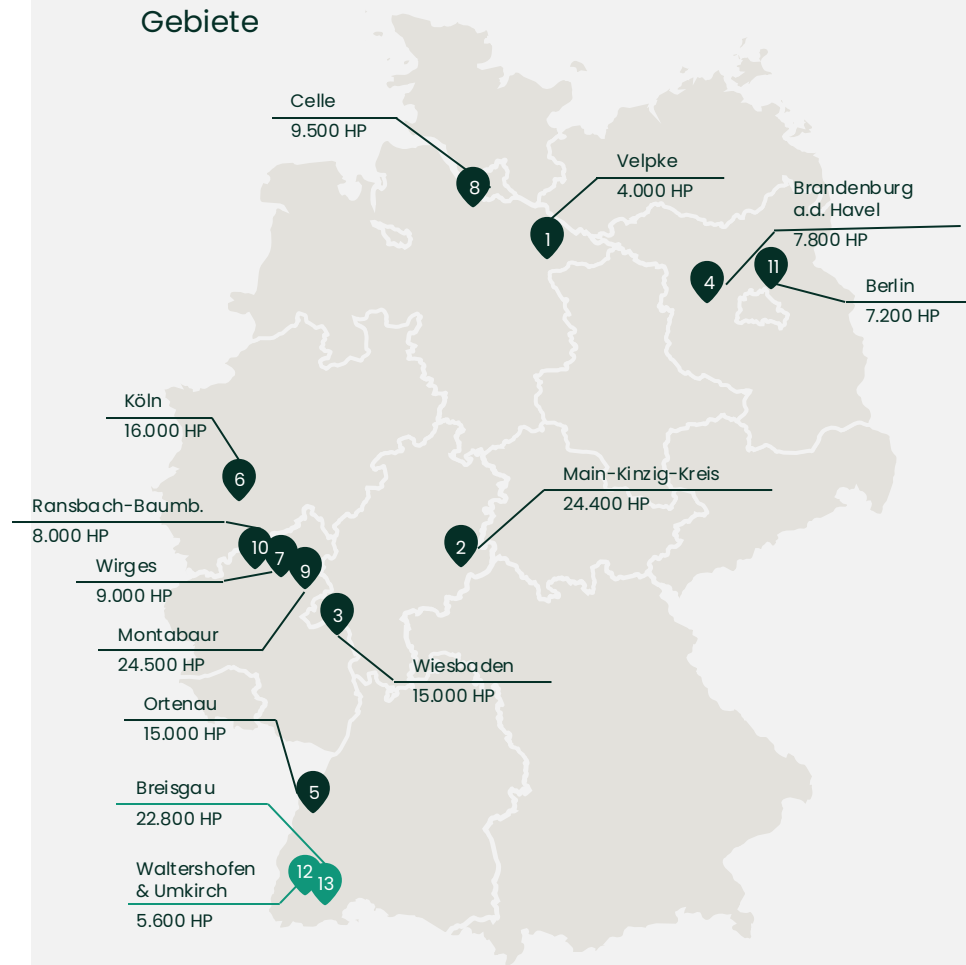 Gebiete
Celle
9.500 HP
8
Velpke
4.000 HP
1
Brandenburg
a.d. Havel
7.800 HP
4
11
Berlin
7.200 HP
Köln
16.000 HP
6
Main-Kinzig-Kreis
24.400 HP
2
Ransbach-Baumb.
8.000 HP
10
7
9
Wirges
9.000 HP
3
Montabaur
24.500 HP
Wiesbaden
15.000 HP
Ortenau
15.000 HP
5
Breisgau
22.800 HP
Waltershofen
& Umkirch
5.600 HP
12
13